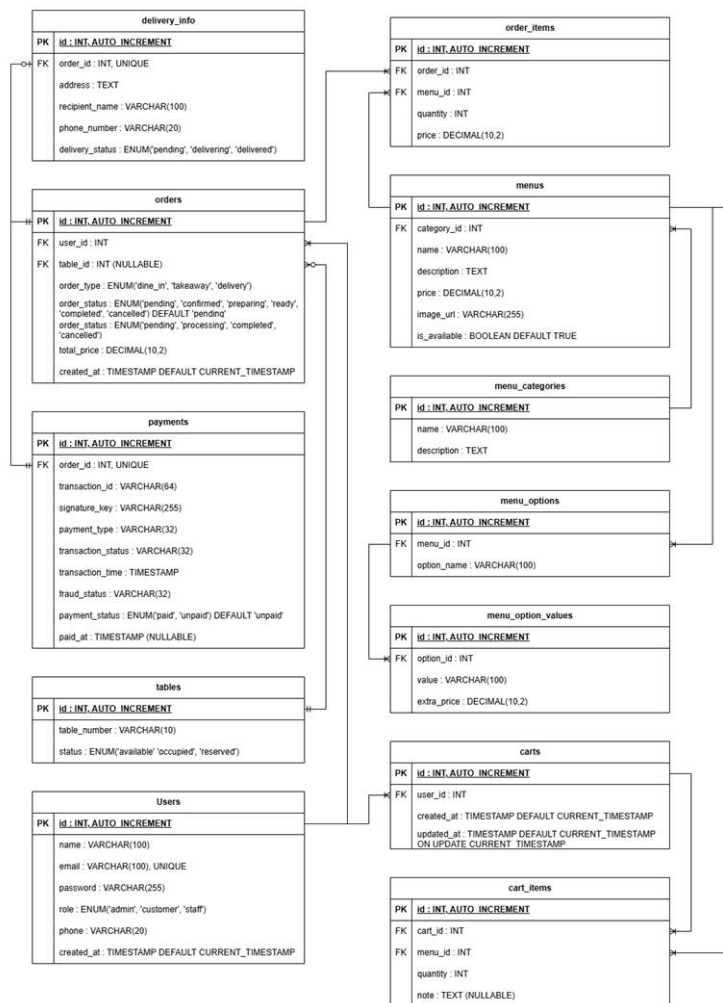 delivery_info
PK id : INT, AUTO_INCREMENT
FK order_id : INT, UNIQUE
address : TEXT
recipient_name : VARCHAR(100)
phone_number : VARCHAR(20)
delivery_status : ENUM('pending', 'delivering', 'delivered')
orders
PK id : INT, AUTO_INCREMENT
FK user_id : INT
FK table_id : INT (NULLABLE)
order_type : ENUM('dine_in', 'takeaway', 'delivery')
order_status : ENUM('pending', 'confirmed', 'preparing', 'ready',
'completed', 'cancelled') DEFAULT 'pending'
order_status : ENUM('pending', 'processing', 'completed',
'cancelled')
total_price : DECIMAL(10,2)
created_at : TIMESTAMP DEFAULT CURRENT_TIMESTAMP
payments
PK id : INT, AUTO_INCREMENT
FK order_id : INT, UNIQUE
transaction_id : VARCHAR(64)
signature_key : VARCHAR(255)
payment_type : VARCHAR(32)
transaction_status : VARCHAR(32)
transaction_time : TIMESTAMP
fraud_status : VARCHAR(32)
payment_status : ENUM('paid', 'unpaid') DEFAULT 'unpaid'
paid_at : TIMESTAMP (NULLABLE)
tables
PK id : INT, AUTO_INCREMENT
table_number : VARCHAR(10)
status : ENUM('available' 'occupied', 'reserved')
Users
PK id : INT, AUTO_INCREMENT
name : VARCHAR(100)
email : VARCHAR(100), UNIQUE
password : VARCHAR(255)
role : ENUM('admin', 'customer', 'staff')
phone : VARCHAR(20)
created_at : TIMESTAMP DEFAULT CURRENT_TIMESTAMP
order_items
PK id : INT, AUTO_INCREMENT
FK order_id : INT
FK menu_id : INT
quantity : INT
price : DECIMAL(10,2)
menus
PK id : INT, AUTO_INCREMENT
FK category_id : INT
name : VARCHAR(100)
description : TEXT
price : DECIMAL(10,2)
image_url : VARCHAR(255)
is_available : BOOLEAN DEFAULT TRUE
menu_categories
PK id : INT, AUTO_INCREMENT
name : VARCHAR(100)
description : TEXT
menu_options
PK id : INT, AUTO_INCREMENT
FK menu_id : INT
option_name : VARCHAR(100)
menu_option_values
PK id : INT, AUTO_INCREMENT
FK option_id : INT
value : VARCHAR(100)
extra_price : DECIMAL(10,2)
carts
PK id : INT, AUTO_INCREMENT
FK user_id : INT
created_at : TIMESTAMP DEFAULT CURRENT_TIMESTAMP
updated_at : TIMESTAMP DEFAULT CURRENT_TIMESTAMP
ON UPDATE CURRENT_TIMESTAMP
cart_items
PK id : INT, AUTO_INCREMENT
FK cart_id : INT
FK menu_id : INT
quantity : INT
note : TEXT (NULLABLE)